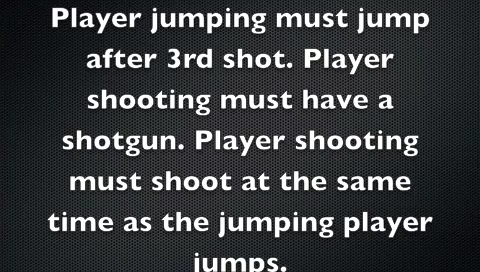 Player jumping must jump
after 3rd shot. Player
shooting must have a
shotgun. Player shooting
must shoot at the same
time as the jumping player
jumps.